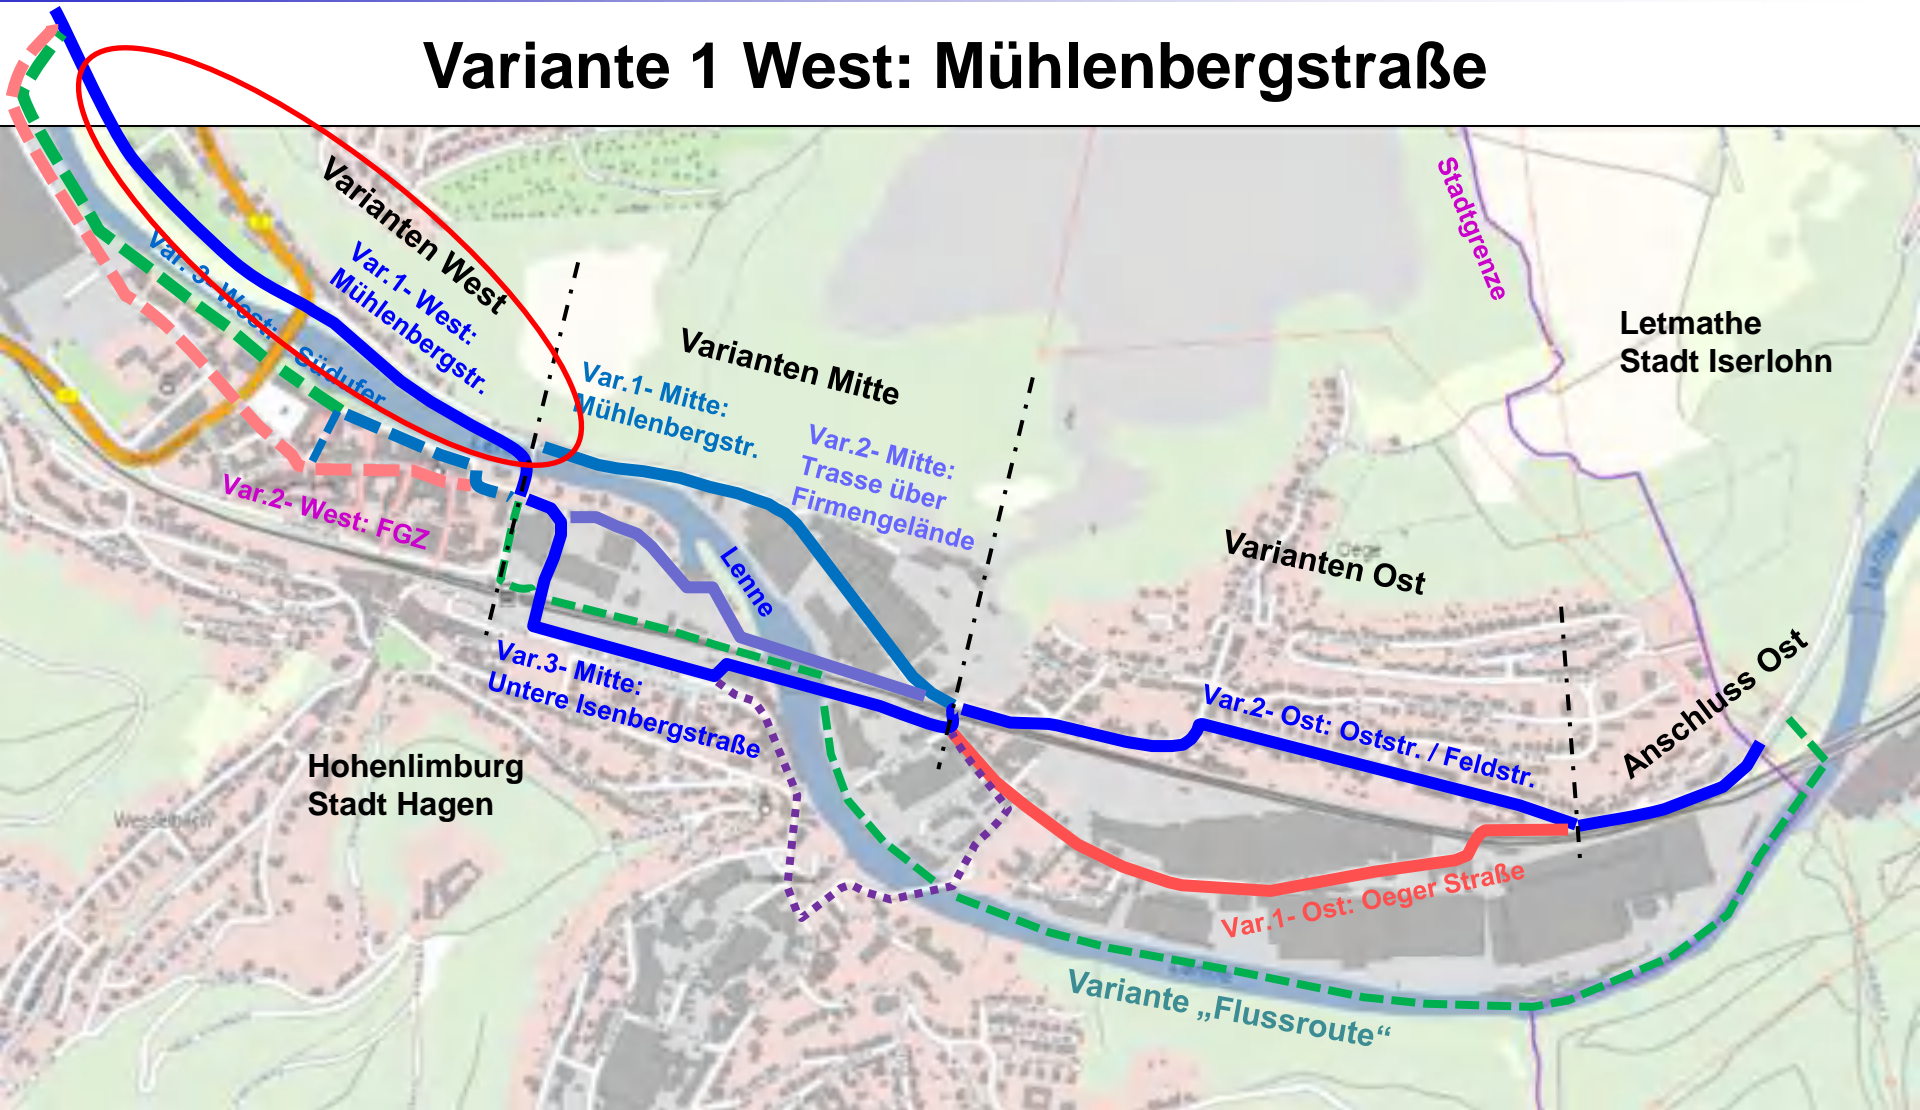 Variante 1 West: Mühlenbergstraße
Varianten West
Var.1- West:
Mühlenbergstr.
Var. 3- West:
Südufer
Var.2- West: FGZ
Varianten Mitte
Var.1- Mitte:
Mühlenbergstr.
Var.2- Mitte:
Trasse über
Firmengelände
Lenne
Var.3- Mitte:
Untere Isenbergstraße
Stadtgrenze
Letmathe
Stadt Iserlohn
Oege
Varianten Ost
Var.2- Ost: Oststr. / Feldstr.
Anschluss Ost
Lenne
Hohenlimburg
Stadt Hagen
Wesselbach
Var.1- Ost: Oeger Straße
Variante „Flussroute“